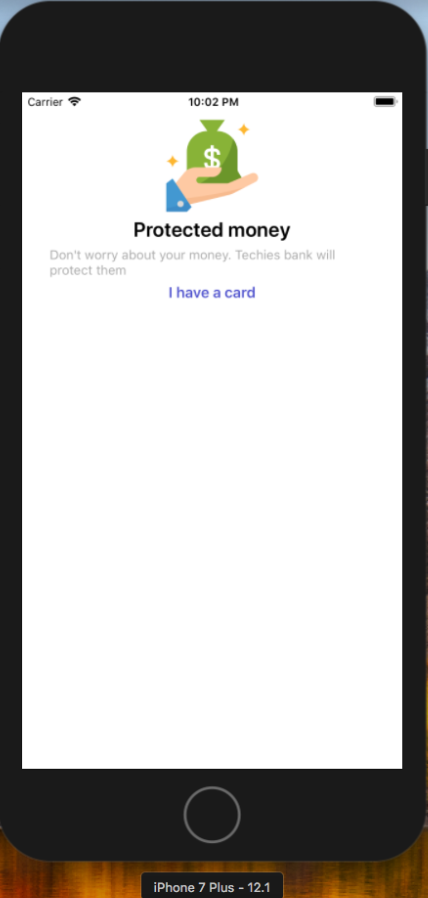 Carrier 10:02 PM
$
Protected money
Don't worry about your money. Techies bank will
protect them
I have a card
iPhone 7 Plus - 12.1